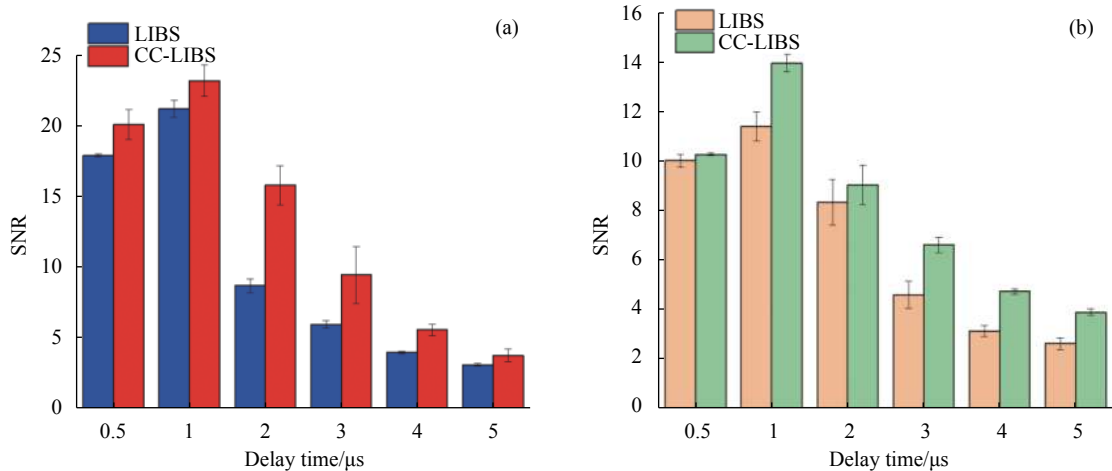 (a)
LIBS
CC-LIBS
25
20
15
10
5
0
SNR
0.5 1 2 3 4 5
Delay time/μs
(b)
LIBS
CC-LIBS
16
14
12
10
8
6
4
2
0
SNR
0.5 1 2 3 4 5
Delay time/μs